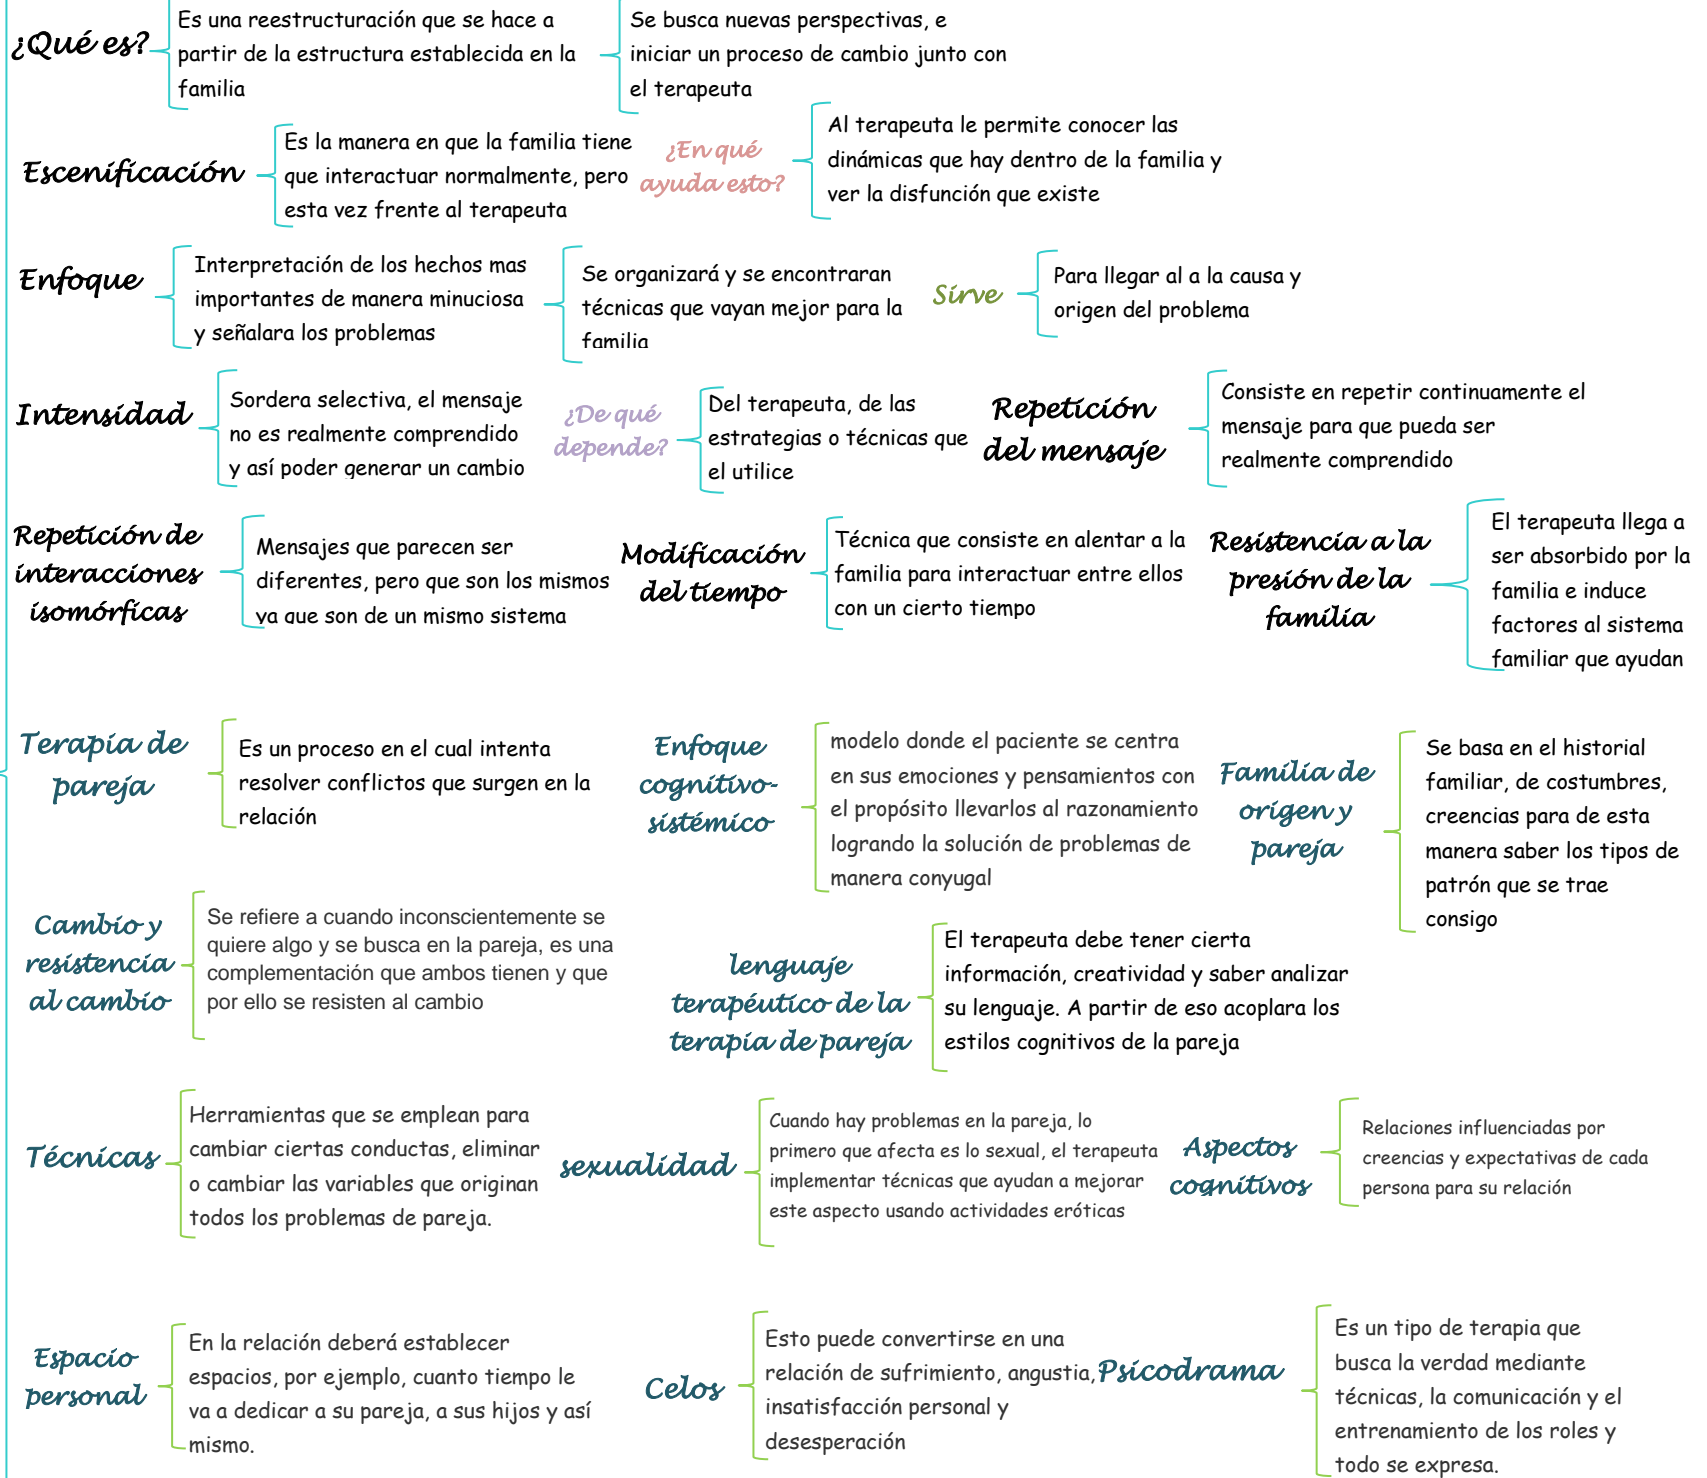 ¿Qué es?
Es una reestructuración que se hace a
partir de la estructura establecida en la
familia
Se busca nuevas perspectivas, e
iniciar un proceso de cambio junto con
el terapeuta
Escenificación
Es la manera en que la familia tiene
que interactuar normalmente, pero
esta vez frente al terapeuta
¿En qué
ayuda esto?
Al terapeuta le permite conocer las
dinámicas que hay dentro de la familia y
ver la disfunción que existe
Enfoque
Interpretación de los hechos mas
importantes de manera minuciosa
y señalara los problemas
Se organizará y se encontraran
técnicas que vayan mejor para la
familia
Sirve
Para llegar al a la causa y
origen del problema
Intensidad
Sordera selectiva, el mensaje
no es realmente comprendido
y así poder generar un cambio
¿De qué
depende?
Del terapeuta, de las
estrategias o técnicas que
el utilice
Repetición
del mensaje
Consiste en repetir continuamente el
mensaje para que pueda ser
realmente comprendido
Repetición de
interacciones
isomórficas
Mensajes que parecen ser
diferentes, pero que son los mismos
ya que son de un mismo sistema
Modificación
del tiempo
Técnica que consiste en alentar a la
familia para interactuar entre ellos
con un cierto tiempo
Resistencia a la
presión de la
familia
El terapeuta llega a
ser absorbido por la
familia e induce
factores al sistema
familiar que ayudan
Terapia de
pareja
Es un proceso en el cual intenta
resolver conflictos que surgen en la
relación
Enfoque
cognitivo-
sistémico
modelo donde el paciente se centra
en sus emociones y pensamientos con
el propósito llevarlos al razonamiento
logrando la solución de problemas de
manera conyugal
Familia de
origen y
pareja
Se basa en el historial
familiar, de costumbres,
creencias para de esta
manera saber los tipos de
patrón que se trae
consigo
Cambio y
resistencia
al cambio
Se refiere a cuando inconscientemente se
quiere algo y se busca en la pareja, es una
complementación que ambos tienen y que
por ello se resisten al cambio
lenguaje
terapéutico de la
terapia de pareja
El terapeuta debe tener cierta
información, creatividad y saber analizar
su lenguaje. A partir de eso acoplara los
estilos cognitivos de la pareja
Técnicas
Herramientas que se emplean para
cambiar ciertas conductas, eliminar
o cambiar las variables que originan
todos los problemas de pareja.
sexualidad
Cuando hay problemas en la pareja, lo
primero que afecta es lo sexual, el terapeuta
implementar técnicas que ayudan a mejorar
este aspecto usando actividades eróticas
Aspectos
cognitivos
Relaciones influenciadas por
creencias y expectativas de cada
persona para su relación
Espacio
personal
En la relación deberá establecer
espacios, por ejemplo, cuanto tiempo le
va a dedicar a su pareja, a sus hijos y así
mismo.
Celos
Esto puede convertirse en una
relación de sufrimiento, angustia,
insatisfacción personal y
desesperación
Psicodrama
Es un tipo de terapia que
busca la verdad mediante
técnicas, la comunicación y el
entrenamiento de los roles y
todo se expresa.